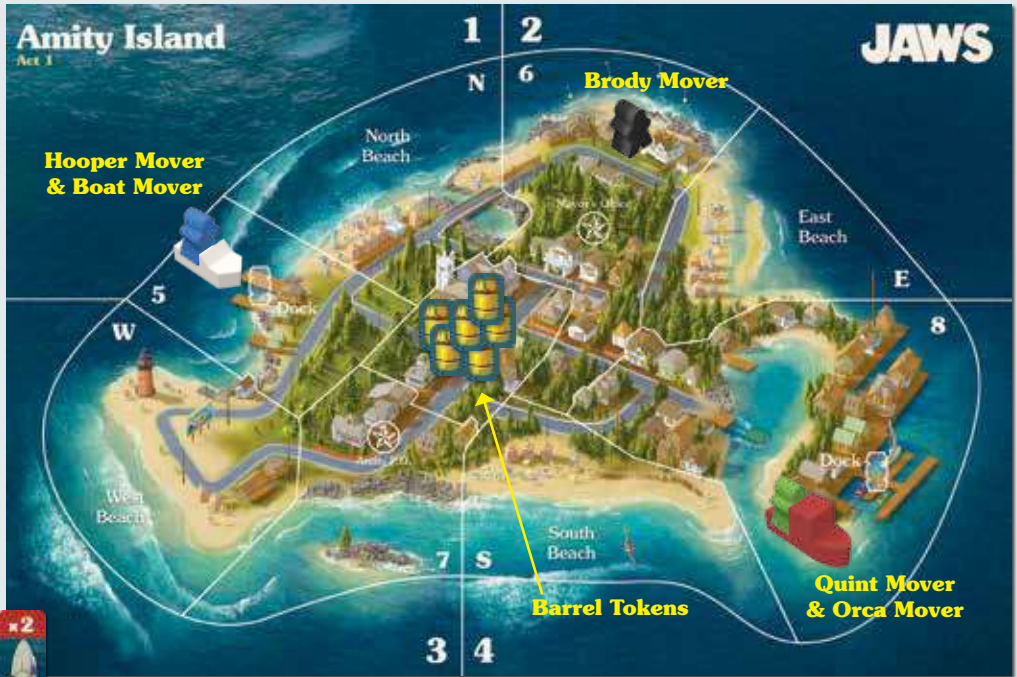 Amity Island
Act 1
1
2
JAWS
N
6
Brody Mover
North
Beach
Hooper Mover
& Boat Mover
Mayor's Office
East
Beach
5
Dock
E
W
8
Amity P.D.
Dock
West
Beach
South
Beach
7
S
Quint Mover
& Orca Mover
Barrel Tokens
x2
3
4